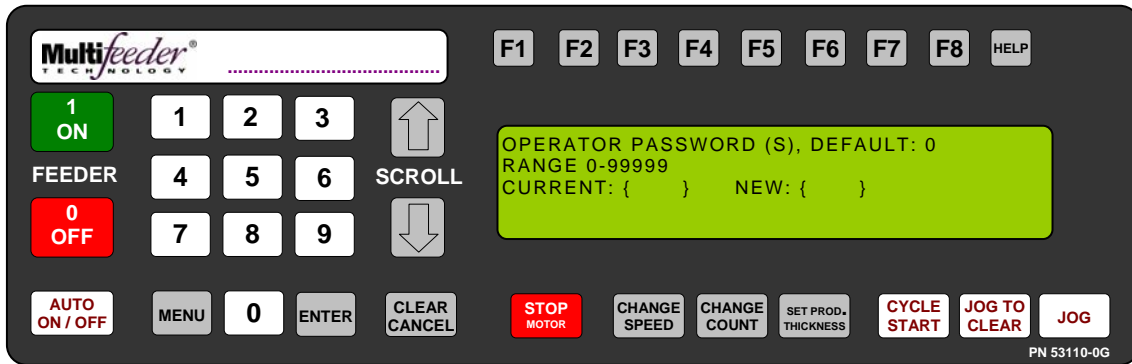 Multifeeder®
TECHNOLOGY
F1 F2 F3 F4 F5 F6 F7 F8 HELP
1
ON
FEEDER
0
OFF
1 2 3
4 5 6
7 8 9
SCROLL
OPERATOR PASSWORD (S), DEFAULT: 0
RANGE 0-99999
CURRENT: { } NEW: { }
AUTO
ON / OFF
MENU
0
ENTER
CLEAR
CANCEL
STOP
MOTOR
CHANGE
SPEED
CHANGE
COUNT
SET PROD.
THICKNESS
CYCLE
START
JOG TO
CLEAR
JOG
PN 53110-0G